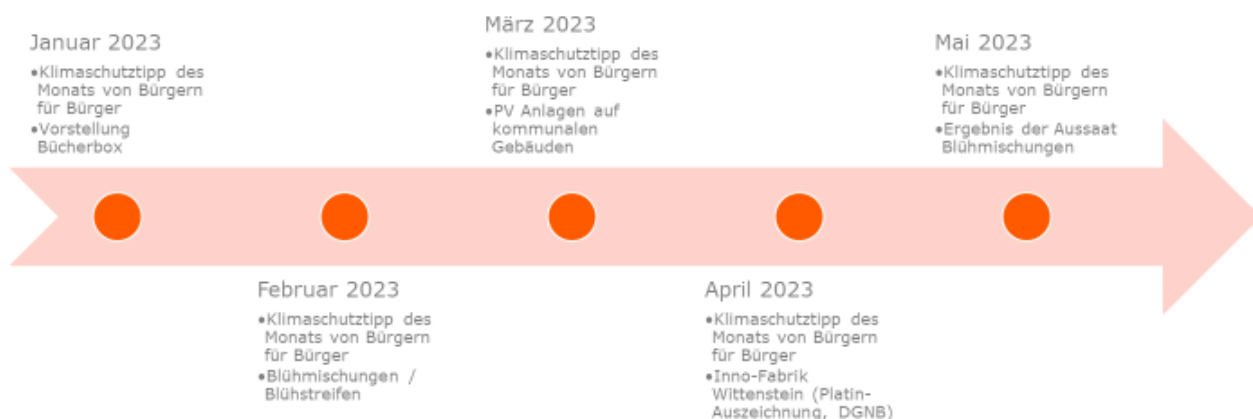 Januar 2023
•Klimaschutztipp des
Monats von Bürgern
für Bürger
•Vorstellung
Bücherbox
Februar 2023
•Klimaschutztipp des
Monats von Bürgern
für Bürger
•Blühmischungen /
Blühstreifen
März 2023
•Klimaschutztipp des
Monats von Bürgern
für Bürger
•PV Anlagen auf
kommunalen
Gebäuden
April 2023
•Klimaschutztipp des
Monats von Bürgern
für Bürger
•Inno-Fabrik
Wittenstein (Platin-
Auszeichnung, DGNB)
Mai 2023
•Klimaschutztipp des
Monats von Bürgern
für Bürger
•Ergebnis der Aussaat
Blühmischungen